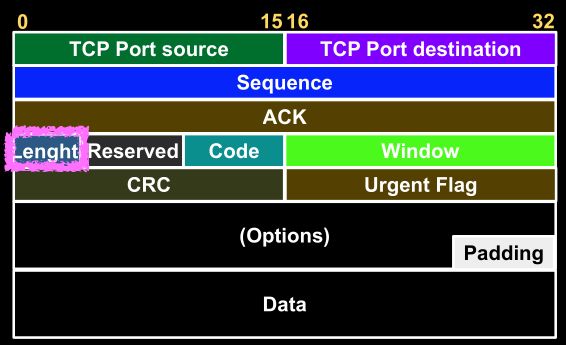 0 15 16 32
TCP Port source TCP Port destination
Sequence
ACK
Lenght Reserved Code Window
CRC Urgent Flag
(Options)
Padding
Data